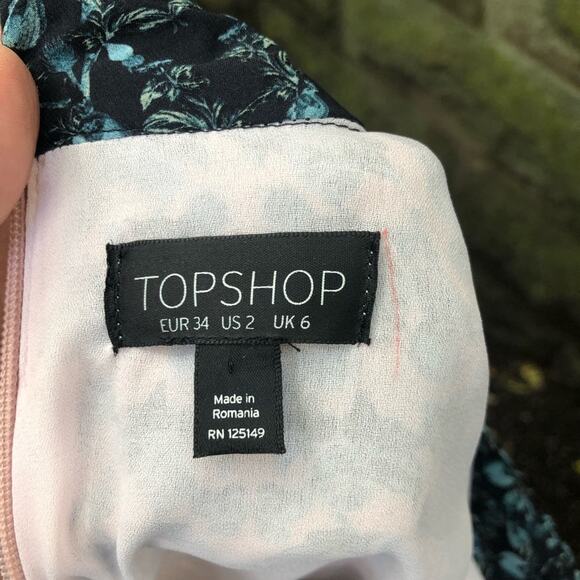 TOPSHOP
EUR 34 US 2 UK 6
Made in
Romania
RN 125149